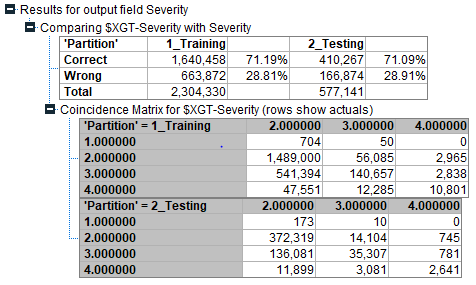 Results for output field Severity
Comparing $XGT-Severity with Severity
'Partition' 1_Training 2_Testing
Correct 1,640,458 71.19% 410,267 71.09%
Wrong 663,872 28.81% 166,874 28.91%
Total 2,304,330 577,141
Coincidence Matrix for $XGT-Severity (rows show actuals)
'Partition' = 1_Training 2.000000 3.000000 4.000000
1.000000 704 50 0
2.000000 1,489,000 56,085 2,965
3.000000 541,394 140,657 2,838
4.000000 47,551 12,285 10,801
'Partition' = 2_Testing 2.000000 3.000000 4.000000
1.000000 173 10 0
2.000000 372,319 14,104 745
3.000000 136,081 35,307 781
4.000000 11,899 3,081 2,641